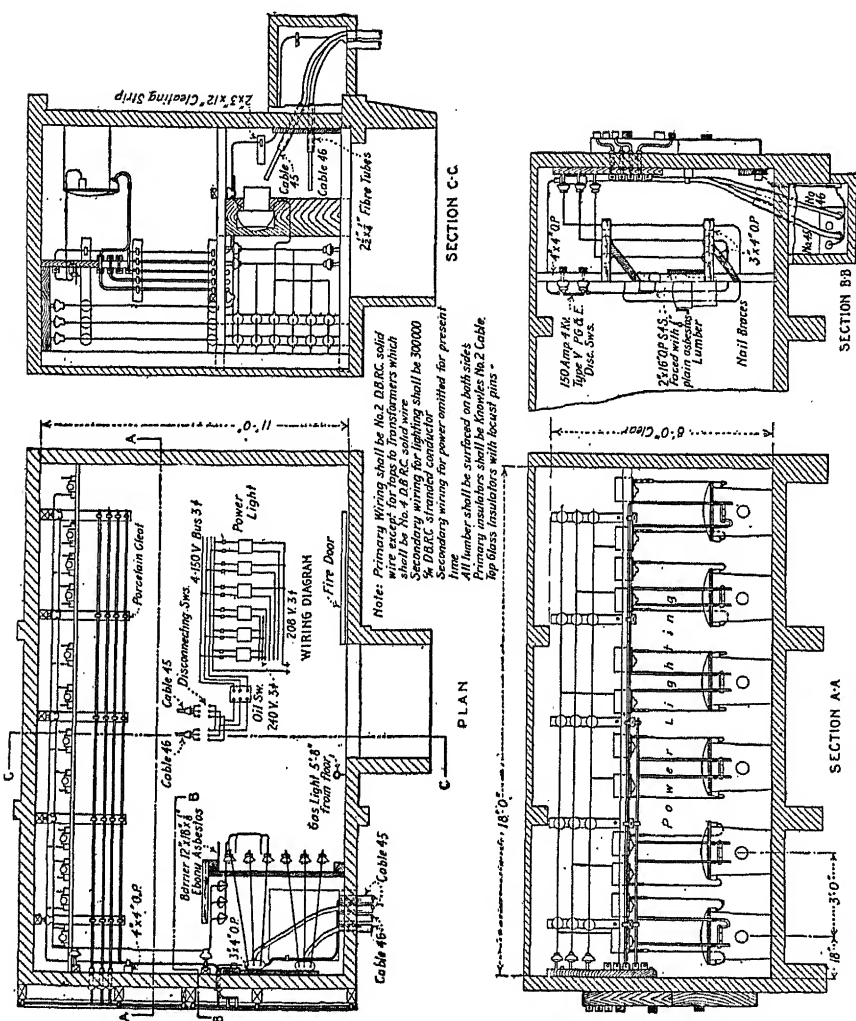 2"x3"x12" Cleating Strip
Cable
45
Cable 46
Fibre Tubes
SECTION C-C
A
11'-0"
Porcelain Cleat
Power
Light
4-150 V Bus 3ϕ
Disconnecting Sws.
Cable 45
Cable 46
208 V. 3ϕ
WIRING DIAGRAM
Oil Sw.
240 V. 3ϕ
Fire Door
C
C
PLAN
Gas Light 5'-8"
from floor
B
Barrier 12"x18"x
Ebony Asbestos
4"x4" O.P.
3"x4" O.P.
Cable 45
Cable 46
A
B
Note: Primary Wiring shall be No.2 D.B.R.C. solid
wire except for taps to Transformers which
shall be No. 4 D.B.R.C. solid wire
Secondary wiring for lighting shall be 300000
D.B.R.C. stranded conductor
Secondary wiring for power omitted for present
time
All lumber shall be surfaced on both sides
Primary insulators shall be Knowles No.2 Cable,
Top Glass Insulators with locust pins -
4"x4" O.P.
150 Amp 4 Kv.
Type V P.G.& E.
Disc. Sws.
2"x16" O.P. S.4.S.
Faced with
plain asbestos
Lumber
3"x4" O.P.
Nail Braces
No.45
No.
46
SECTION B-B
8'-0" Clear
18'-0"
Power Lighting
18"
3'-0"
SECTION A-A